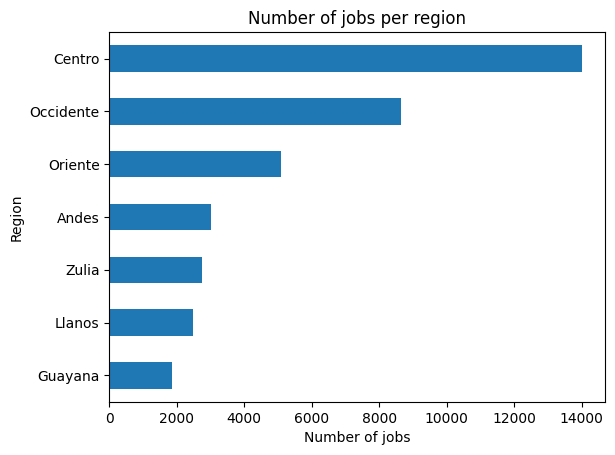 Number of jobs per region
Region
Centro
Occidente
Oriente
Andes
Zulia
Llanos
Guayana
0 2000 4000 6000 8000 10000 12000 14000
Number of jobs